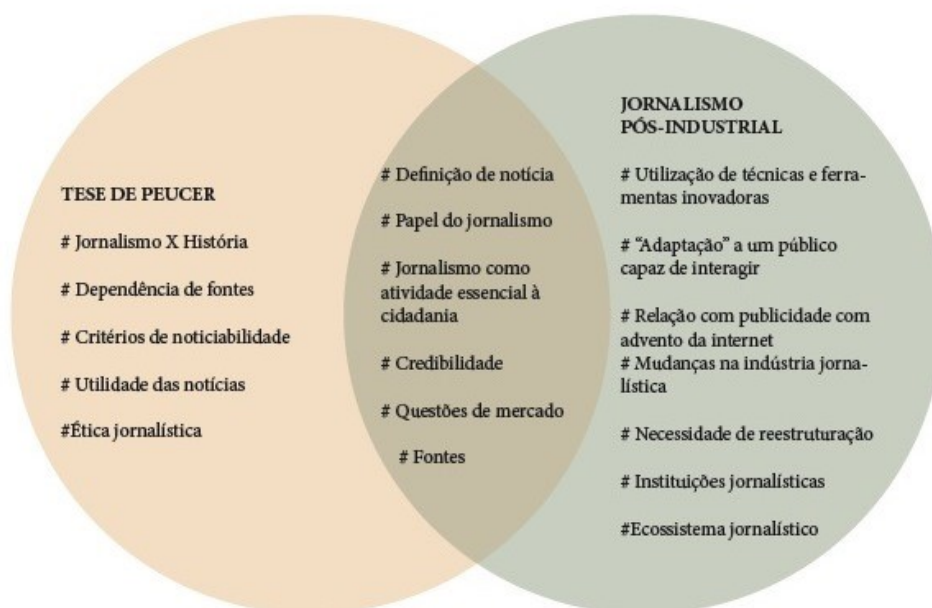 TESE DE PEUCER
# Jornalismo X História
# Dependência de fontes
# Critérios de noticiabilidade
# Utilidade das notícias
#Ética jornalística
# Definição de notícia
# Papel do jornalismo
# Jornalismo como
atividade essencial à
cidadania
# Credibilidade
# Questões de mercado
# Fontes
JORNALISMO
PÓS-INDUSTRIAL
# Utilização de técnicas e ferra-
mentas inovadoras
# “Adaptação” a um público
capaz de interagir
# Relação com publicidade com
advento da internet
# Mudanças na indústria jorna-
lística
# Necessidade de reestruturação
# Instituições jornalísticas
#Ecossistema jornalístico